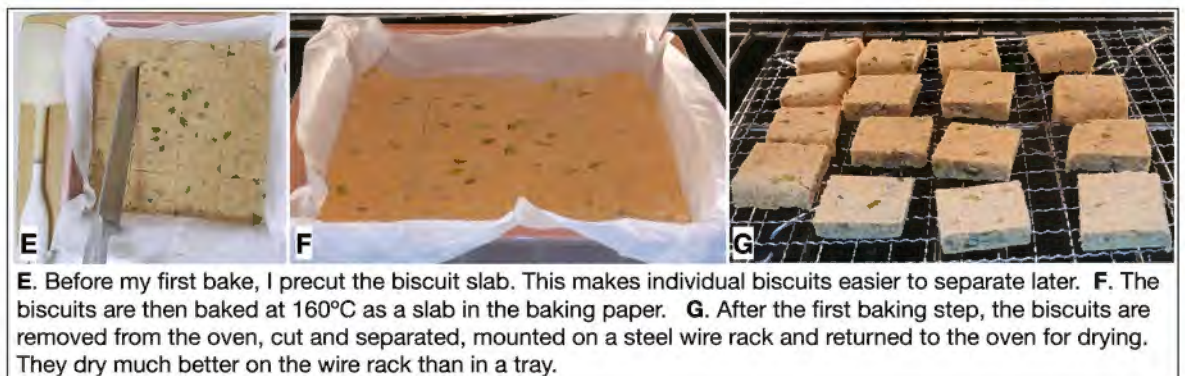 E F G
E. Before my first bake, I precut the biscuit slab. This makes individual biscuits easier to separate later. F. The
biscuits are then baked at 160ºC as a slab in the baking paper. G. After the first baking step, the biscuits are
removed from the oven, cut and separated, mounted on a steel wire rack and returned to the oven for drying.
They dry much better on the wire rack than in a tray.